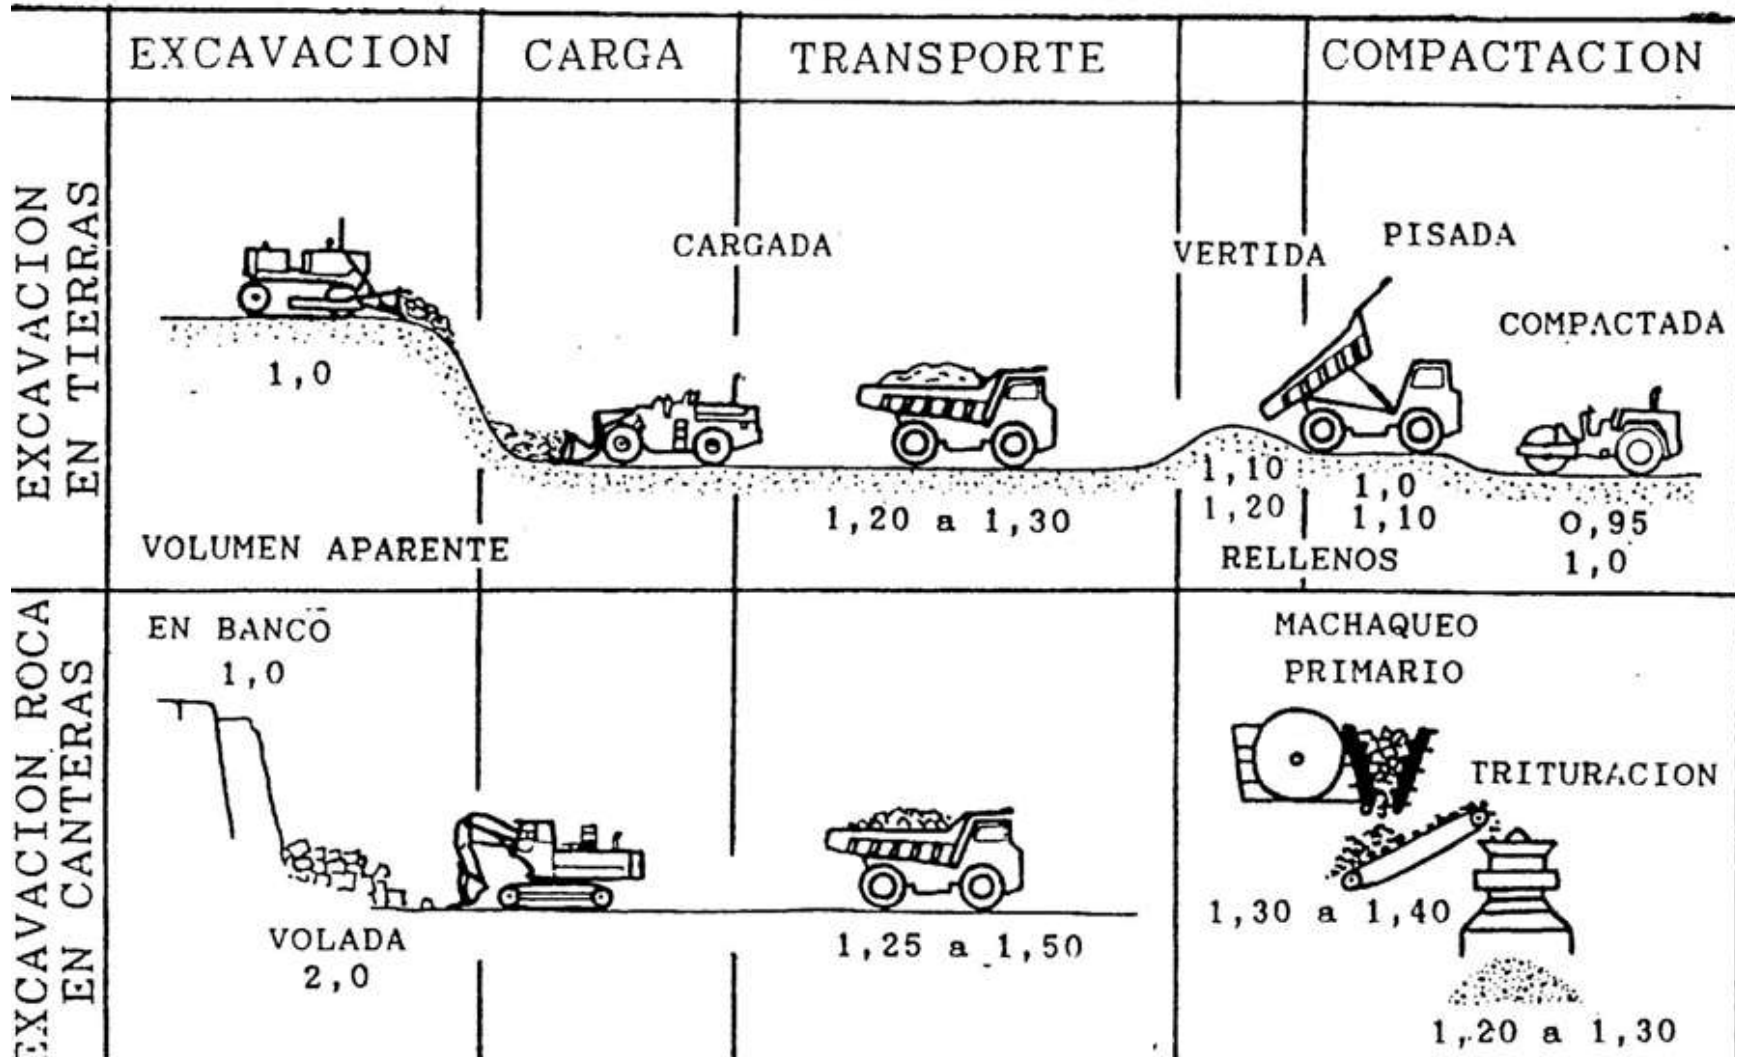 EXCAVACION
CARGA
TRANSPORTE
COMPACTACION
EXCAVACION
EN TIERRAS
CARGADA
VERTIDA
PISADA
COMPACTADA
1,0
1,20 a 1,30
1,10
1,20
1,0
1,10
0,95
1,0
VOLUMEN APARENTE
RELLENOS
EXCAVACION ROCA
EN CANTERAS
EN BANCO
1,0
VOLADA
2,0
1,25 a 1,50
MACHAQUEO
PRIMARIO
TRITURACION
1,30 a 1,40
1,20 a 1,30